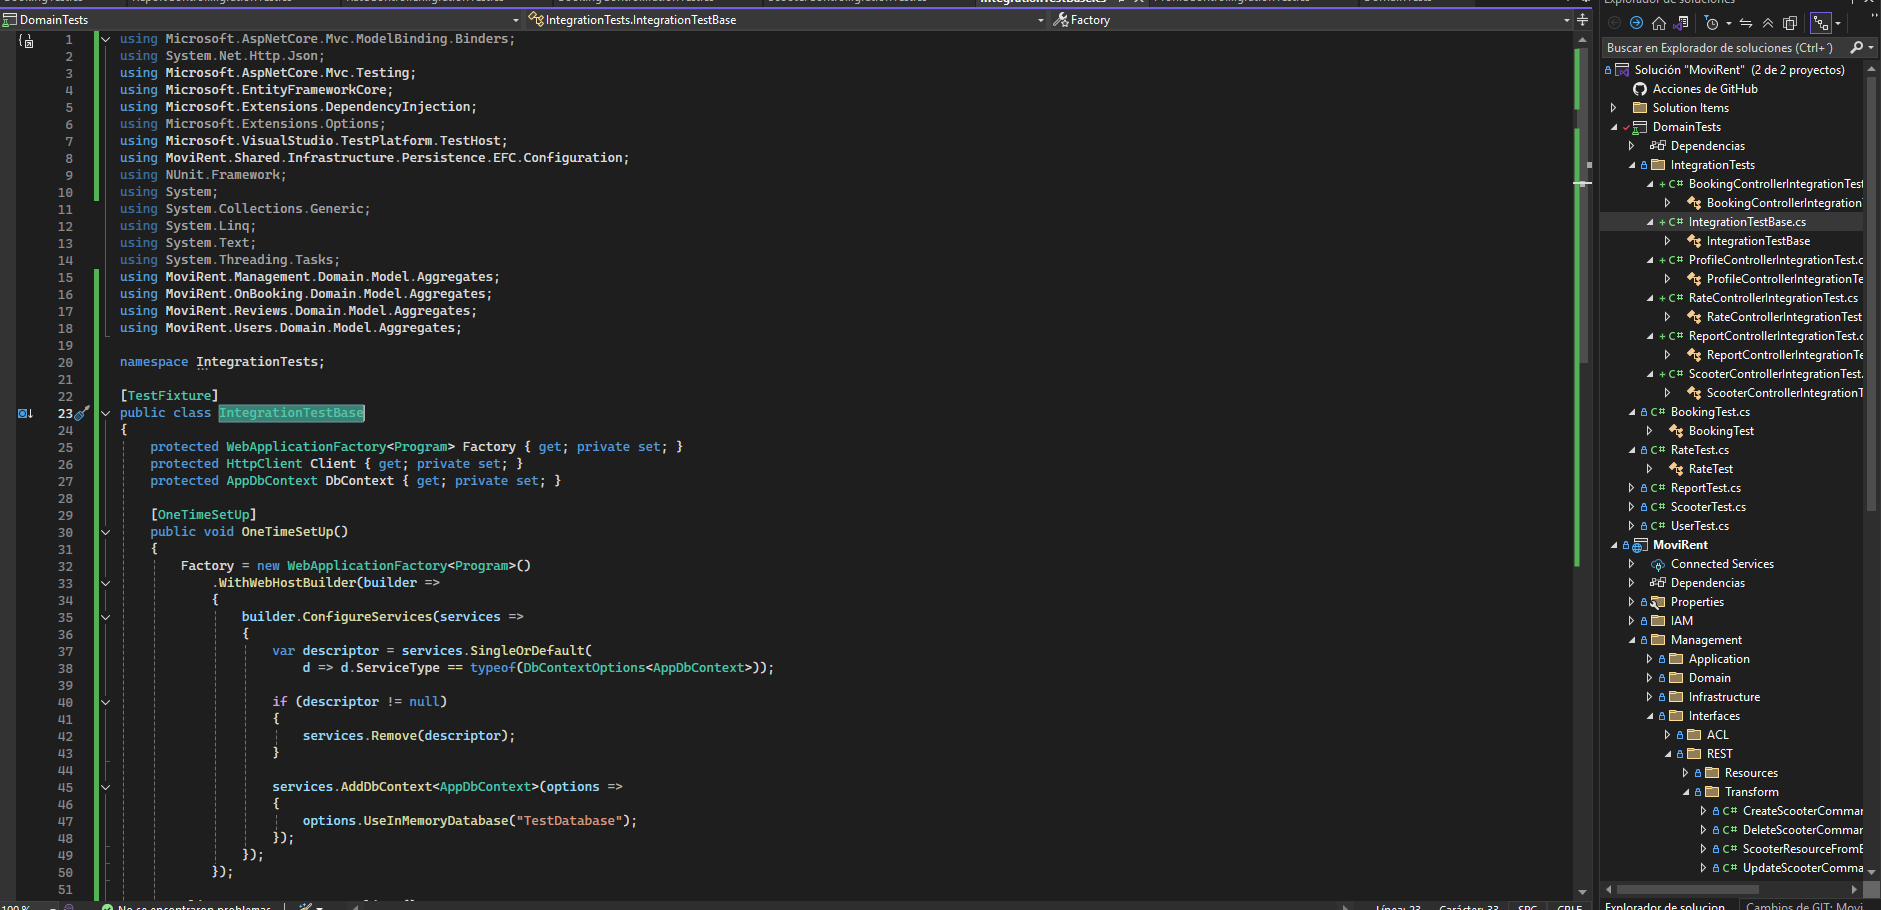 DomainTests
IntegrationTests.IntegrationTestBase
Factory
1 using Microsoft.AspNetCore.Mvc.ModelBinding.Binders;
2 using System.Net.Http.Json;
3 using Microsoft.AspNetCore.Mvc.Testing;
4 using Microsoft.EntityFrameworkCore;
5 using Microsoft.Extensions.DependencyInjection;
6 using Microsoft.Extensions.Options;
7 using Microsoft.VisualStudio.TestPlatform.TestHost;
8 using MoviRent.Shared.Infrastructure.Persistence.EFC.Configuration;
9 using NUnit.Framework;
10 using System;
11 using System.Collections.Generic;
12 using System.Linq;
13 using System.Text;
14 using System.Threading.Tasks;
15 using MoviRent.Management.Domain.Model.Aggregates;
16 using MoviRent.OnBooking.Domain.Model.Aggregates;
17 using MoviRent.Reviews.Domain.Model.Aggregates;
18 using MoviRent.Users.Domain.Model.Aggregates;
19
20 namespace IntegrationTests;
21
22 [TestFixture]
23 public class IntegrationTestBase
24 {
25 protected WebApplicationFactory<Program> Factory { get; private set; }
26 protected HttpClient Client { get; private set; }
27 protected AppDbContext DbContext { get; private set; }
28
29 [OneTimeSetUp]
30 public void OneTimeSetUp()
31 {
32 Factory = new WebApplicationFactory<Program>()
33 .WithWebHostBuilder(builder =>
34 {
35 builder.ConfigureServices(services =>
36 {
37 var descriptor = services.SingleOrDefault(
38 d => d.ServiceType == typeof(DbContextOptions<AppDbContext>));
39
40 if (descriptor != null)
41 {
42 services.Remove(descriptor);
43 }
44
45 services.AddDbContext<AppDbContext>(options =>
46 {
47 options.UseInMemoryDatabase("TestDatabase");
48 });
49 });
50 });
51
100 %
No se encontraron problemas
Línea: 23
Carácter: 33
SPC
CRLF
Explorador de soluciones
Buscar en Explorador de soluciones (Ctrl+´)
Solución "MoviRent" (2 de 2 proyectos)
Acciones de GitHub
Solution Items
DomainTests
Dependencias
IntegrationTests
C# BookingControllerIntegrationTest
BookingControllerIntegration
C# IntegrationTestBase.cs
IntegrationTestBase
C# ProfileControllerIntegrationTest.c
ProfileControllerIntegrationTe
C# RateControllerIntegrationTest.cs
RateControllerIntegrationTest
C# ReportControllerIntegrationTest.c
ReportControllerIntegrationTe
C# ScooterControllerIntegrationTest.
ScooterControllerIntegrationT
C# BookingTest.cs
BookingTest
C# RateTest.cs
RateTest
C# ReportTest.cs
C# ScooterTest.cs
C# UserTest.cs
MoviRent
Connected Services
Dependencias
Properties
IAM
Management
Application
Domain
Infrastructure
Interfaces
ACL
REST
Resources
Transform
C# CreateScooterComman
C# DeleteScooterCommar
C# ScooterResourceFromE
C# UpdateScooterComma
Explorador de solucion
Cambios de GIT: Movi